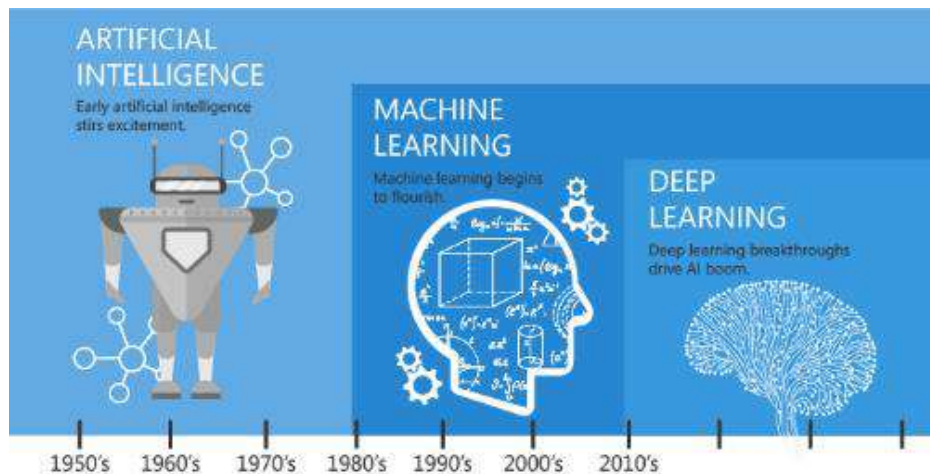 ARTIFICIAL
INTELLIGENCE
Early artificial intelligence
stirs excitement.
MACHINE
LEARNING
Machine learning begins
to flourish.
DEEP
LEARNING
Deep learning breakthroughs
drive AI boom.
1950's 1960's 1970's 1980's 1990's 2000's 2010's